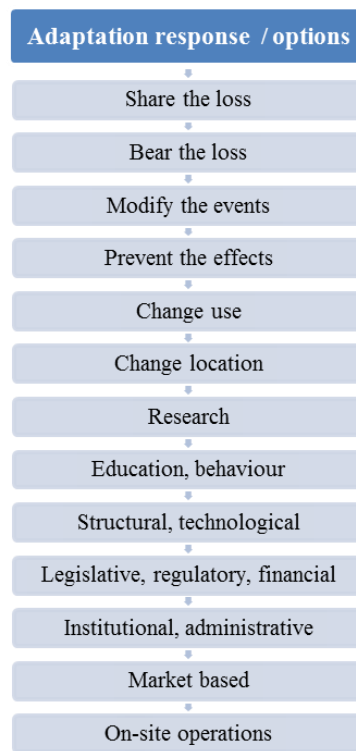 Adaptation response / options
Share the loss
Bear the loss
Modify the events
Prevent the effects
Change use
Change location
Research
Education, behaviour
Structural, technological
Legislative, regulatory, financial
Institutional, administrative
Market based
On-site operations